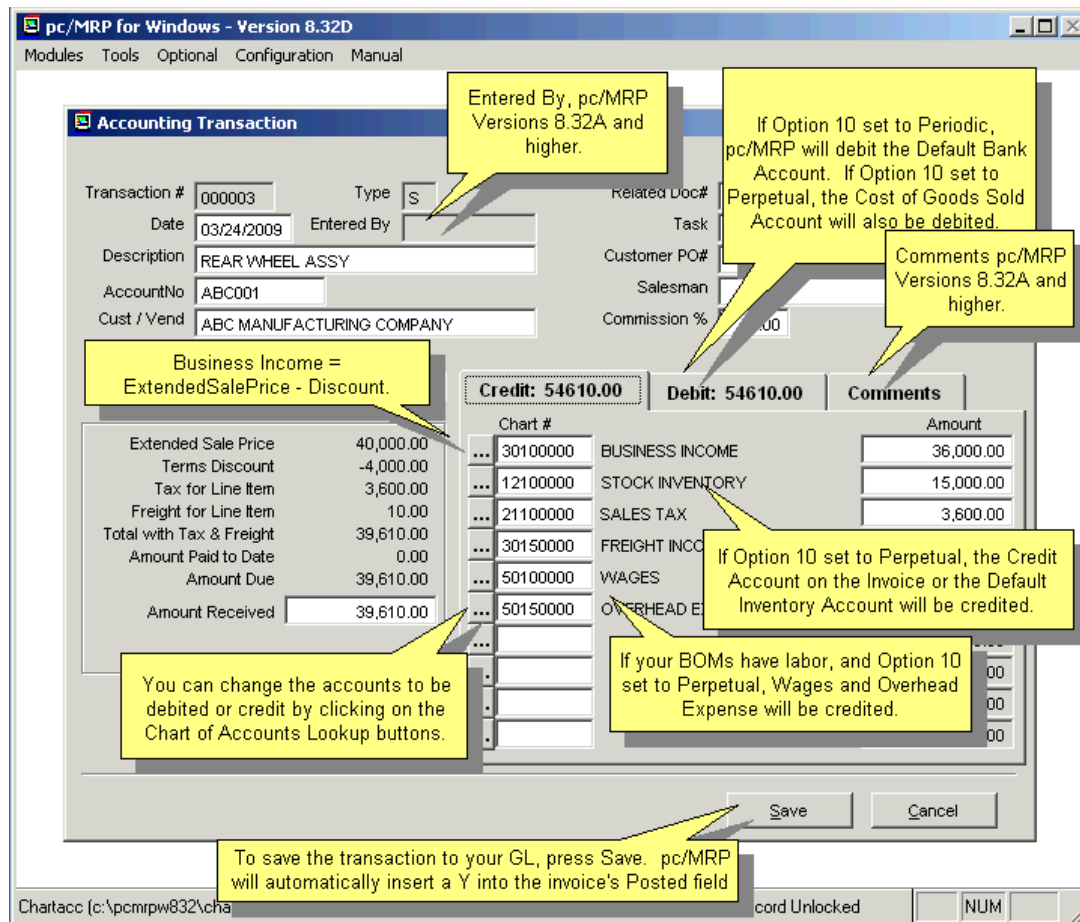 pc/MRP for Windows - Version 8.32D
Modules Tools Optional Configuration Manual
Accounting Transaction
Entered By, pc/MRP
Versions 8.32A and
higher.
If Option 10 set to Periodic,
pc/MRP will debit the Default Bank
Account. If Option 10 set to
Perpetual, the Cost of Goods Sold
Account will also be debited.
Comments pc/MRP
Versions 8.32A and
higher.
Transaction # 000003 Type S Related Doc#
Date 03/24/2009 Entered By Task
Description REAR WHEEL ASSY Customer PO#
AccountNo ABC001 Salesman
Cust / Vend ABC MANUFACTURING COMPANY Commission %
Business Income =
ExtendedSalePrice - Discount.
Credit: 54610.00 Debit: 54610.00 Comments
Chart # Amount
Extended Sale Price 40,000.00
Terms Discount -4,000.00
Tax for Line Item 3,600.00
Freight for Line Item 10.00
Total with Tax & Freight 39,610.00
Amount Paid to Date 0.00
Amount Due 39,610.00
Amount Received 39,610.00
... 30100000 BUSINESS INCOME 36,000.00
... 12100000 STOCK INVENTORY 15,000.00
... 21100000 SALES TAX 3,600.00
... 30150000 FREIGHT INCO
... 50100000 WAGES
... 50150000 OVERHEAD E
...
If Option 10 set to Perpetual, the Credit
Account on the Invoice or the Default
Inventory Account will be credited.
If your BOMs have labor, and Option 10
set to Perpetual, Wages and Overhead
Expense will be credited.
00
00
00
You can change the accounts to be
debited or credit by clicking on the
Chart of Accounts Lookup buttons.
Save Cancel
To save the transaction to your GL, press Save. pc/MRP
will automatically insert a Y into the invoice's Posted field
Chartacc (c:\pcmrpw832\cha cord Unlocked NUM